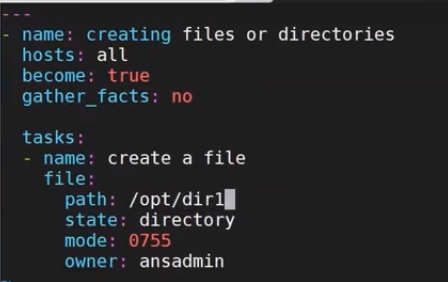 ---
- name: creating files or directories
  hosts: all
  become: true
  gather_facts: no

  tasks:
  - name: create a file
    file:
      path: /opt/dir1
      state: directory
      mode: 0755
      owner: ansadmin